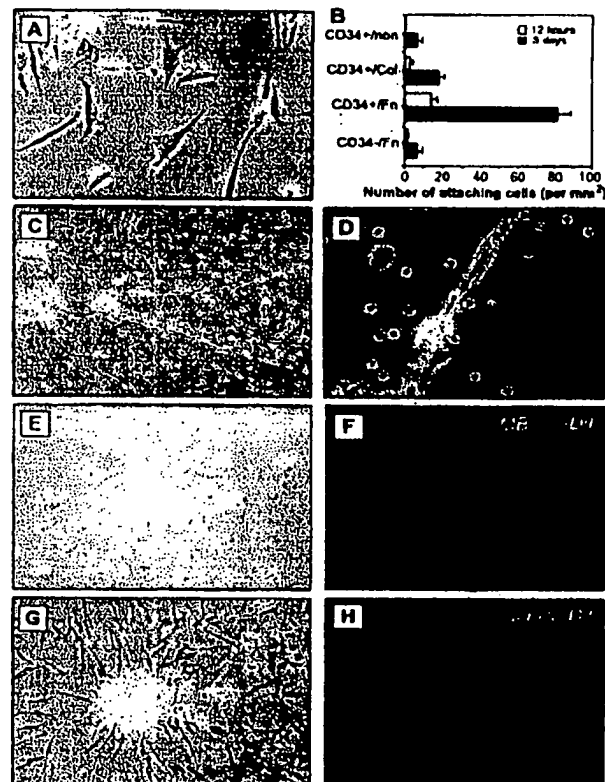 A
B
CD34+/non
CD34+/Col
CD34+/Fn
CD34-/Fn
12 hours
3 days
0 20 40 60 80 100
Number of attaching cells (per mm²)
C
D
E
F
G
H